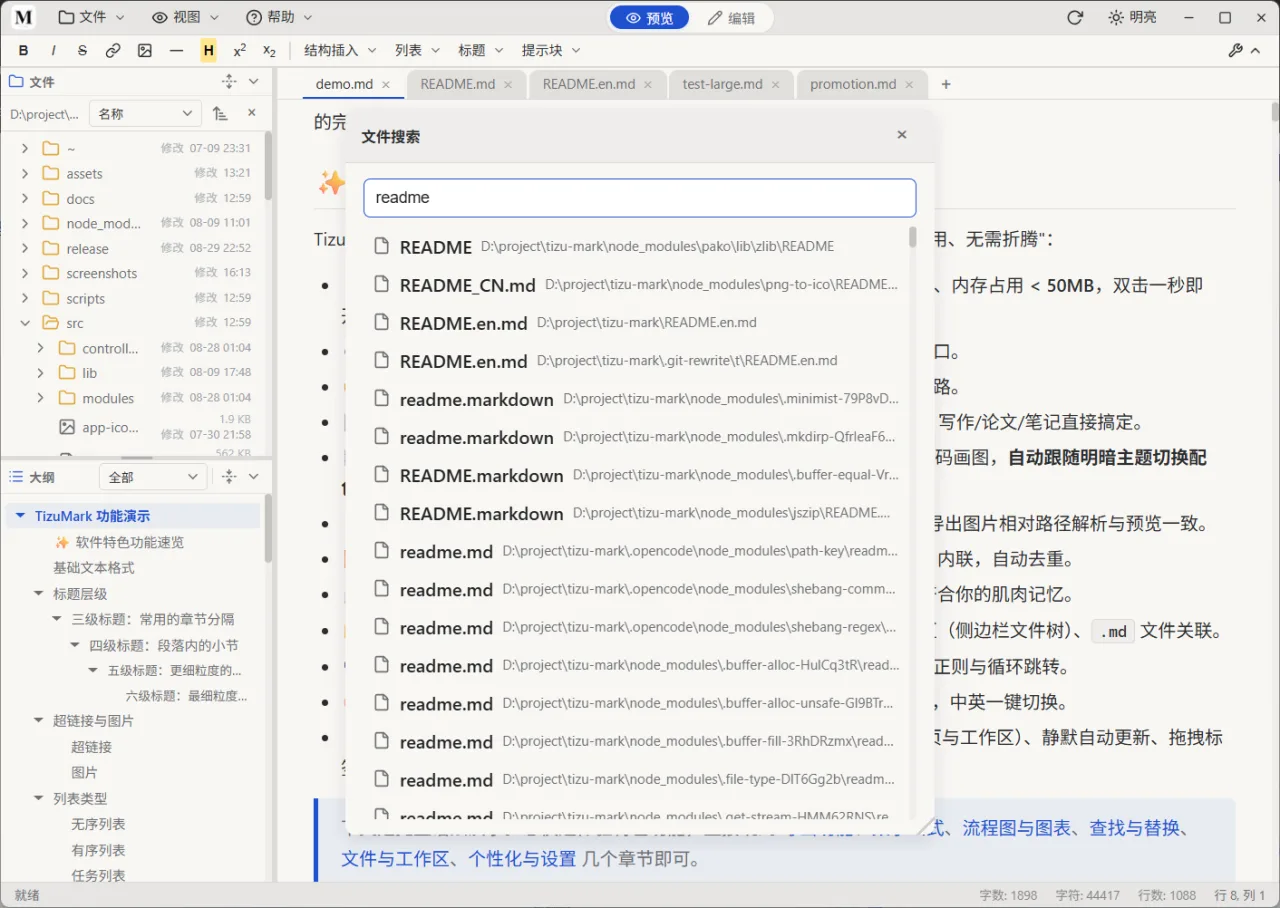 M 文件 视图 帮助 预览 编辑 明亮
B I S H x² x₂ 结构插入 列表 标题 提示块
文件
D:\project\... 名称
~ 修改 07-09 23:31
assets 修改 13:21
docs 修改 12:59
node_mod... 修改 08-09 11:01
release 修改 08-29 22:52
screenshots 修改 16:13
scripts 修改 12:59
src 修改 12:59
controll... 修改 08-28 01:04
lib 修改 08-09 17:48
modules 修改 08-28 01:04
app-ico... 1.9 KB
修改 07-30 21:58
562 KB
大纲 全部
TizuMark 功能演示
✨ 软件特色功能速览
基础文本格式
标题层级
三级标题：常用的章节分隔
四级标题：段落内的小节
五级标题：更细粒度的...
六级标题：最细粒度...
超链接与图片
超链接
图片
列表类型
无序列表
有序列表
任务列表
demo.md × README.md × README.en.md × test-large.md × promotion.md × +
的完
文件搜索 ×
readme
README D:\project\tizu-mark\node_modules\pako\lib\zlib\README
README_CN.md D:\project\tizu-mark\node_modules\png-to-ico\README...
README.en.md D:\project\tizu-mark\README.en.md
README.en.md D:\project\tizu-mark\.git-rewrite\t\README.en.md
readme.markdown D:\project\tizu-mark\node_modules\.minimist-79P8vD...
readme.markdown D:\project\tizu-mark\node_modules\.mkdirp-QfrIeaF6...
README.markdown D:\project\tizu-mark\node_modules\.buffer-equal-Vr...
README.markdown D:\project\tizu-mark\node_modules\jszip\README....
readme.md D:\project\tizu-mark\.opencode\node_modules\path-key\readm...
readme.md D:\project\tizu-mark\.opencode\node_modules\shebang-comm...
readme.md D:\project\tizu-mark\.opencode\node_modules\shebang-regex\...
readme.md D:\project\tizu-mark\node_modules\.buffer-alloc-HulCq3tR\read...
readme.md D:\project\tizu-mark\node_modules\.buffer-alloc-unsafe-GI9BTr...
readme.md D:\project\tizu-mark\node_modules\.buffer-fill-3RhDRzmx\read...
readme.md D:\project\tizu-mark\node_modules\.file-type-DIT6Gg2b\readm...
readme.md D:\project\tizu-mark\node_modules\.get-stream-HMM62RNS\re...
Tizu
用、无需折腾"：
、内存占用 < 50MB，双击一秒即
口。
路。
写作/论文/笔记直接搞定。
码画图，自动跟随明暗主题切换配
导出图片相对路径解析与预览一致。
内联，自动去重。
合你的肌肉记忆。
（侧边栏文件树）、.md 文件关联。
正则与循环跳转。
，中英一键切换。
页与工作区）、静默自动更新、拖拽标
式、流程图与图表、查找与替换、
文件与工作区、个性化与设置 几个章节即可。
就绪 字数: 1898 字符: 44417 行数: 1088 行 8, 列 1